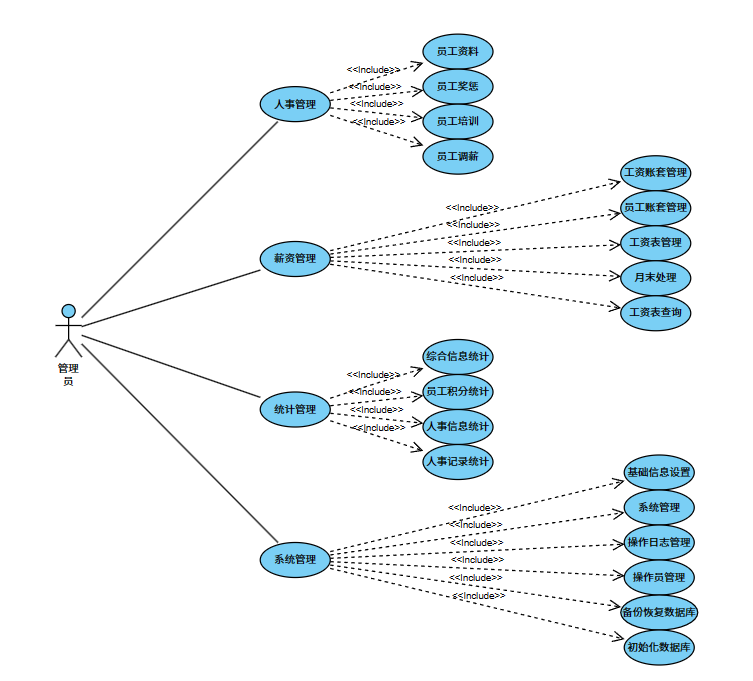 员工资料
<<Include>>
员工奖惩
<<Include>>
人事管理
<<Include>>
员工培训
<<Include>>
员工调薪
工资账套管理
<<Include>>
员工账套管理
<<Include>>
工资表管理
<<Include>>
薪资管理
<<Include>>
月末处理
<<Include>>
工资表查询
管理
员
综合信息统计
<<Include>>
员工积分统计
<<Include>>
统计管理
<<Include>>
人事信息统计
<<Include>>
人事记录统计
基础信息设置
<<Include>>
系统管理
<<Include>>
操作日志管理
<<Include>>
系统管理
<<Include>>
操作员管理
<<Include>>
备份恢复数据库
<<Include>>
初始化数据库